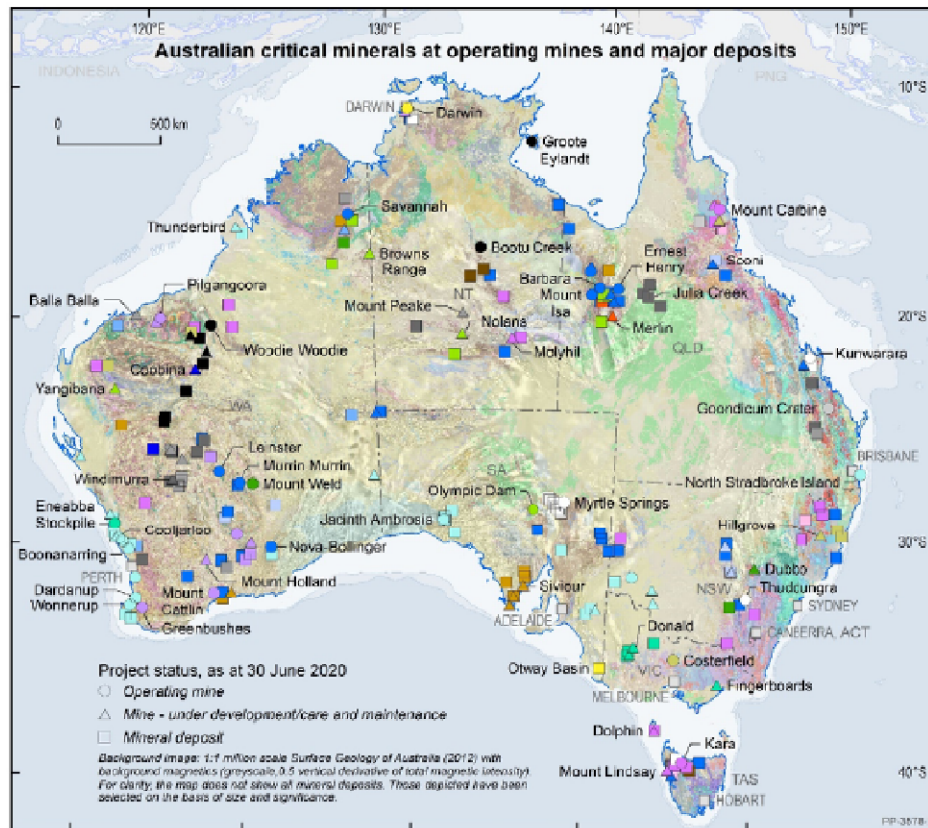 120°E
130°E
140°E
150°E
Australian critical minerals at operating mines and major deposits
INDONESIA
PNG
10°S
0
500 km
DARWIN
Darwin
Groote
Eylandt
Savannah
Mount Carbine
Thunderbird
Bootu Creek
Ernest
Henry
Sconi
Browns
Range
Barbara
Mount
Isa
Julia Creek
Balla Balla
Pilgangoora
Mount Peake
NT
Nolans
Merlin
20°S
Woodie Woodie
Molyhil
QLD
Kunwarara
Coobina
Yangibana
WA
Goondicum Crater
Leinster
BRISBANE
Murrin Murrin
SA
Windimurra
Mount Weld
Olympic Dam
Myrtle Springs
North Stradbroke Island
Eneabba
Stockpile
Cooljarloo
Jacinth Ambrosia
Hillgrove
Boonanarring
Nova-Bollinger
30°S
PERTH
Mount Holland
Siviour
Dubbo
Dardanup
Mount
Cattlin
NSW
Thuddungra
Wonnerup
ADELAIDE
SYDNEY
Greenbushes
Donald
CANBERRA, ACT
Project status, as at 30 June 2020
Otway Basin
VIC
Costerfield
Operating mine
MELBOURNE
Fingerboards
Mine - under development/care and maintenance
Mineral deposit
Dolphin
Kara
Background image: 1:1 million scale Surface Geology of Australia (2012) with
background magnetics (greyscale,0.5 vertical derivative of total magnetic intensity).
For clarity, the map does not show all mineral deposits. Those depicted have been
selected on the basis of size and significance.
Mount Lindsay
TAS
40°S
HOBART